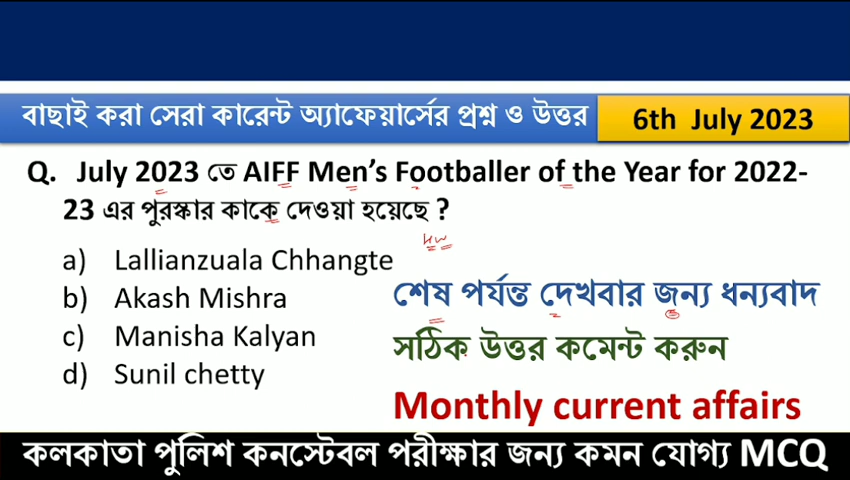 বাছাই করা সেরা কারেন্ট অ্যাফেয়ার্সের প্রশ্ন ও উত্তর
6th July 2023
Q. July 2023 তে AIFF Men's Footballer of the Year for 2022-
23 এর পুরস্কার কাকে দেওয়া হয়েছে ?
HW
a) Lallianzuala Chhangte
b) Akash Mishra
c) Manisha Kalyan
d) Sunil chetty
শেষ পর্যন্ত দেখবার জন্য ধন্যবাদ
সঠিক উত্তর কমেন্ট করুন
Monthly current affairs
কলকাতা পুলিশ কনস্টেবল পরীক্ষার জন্য কমন যোগ্য MCQ